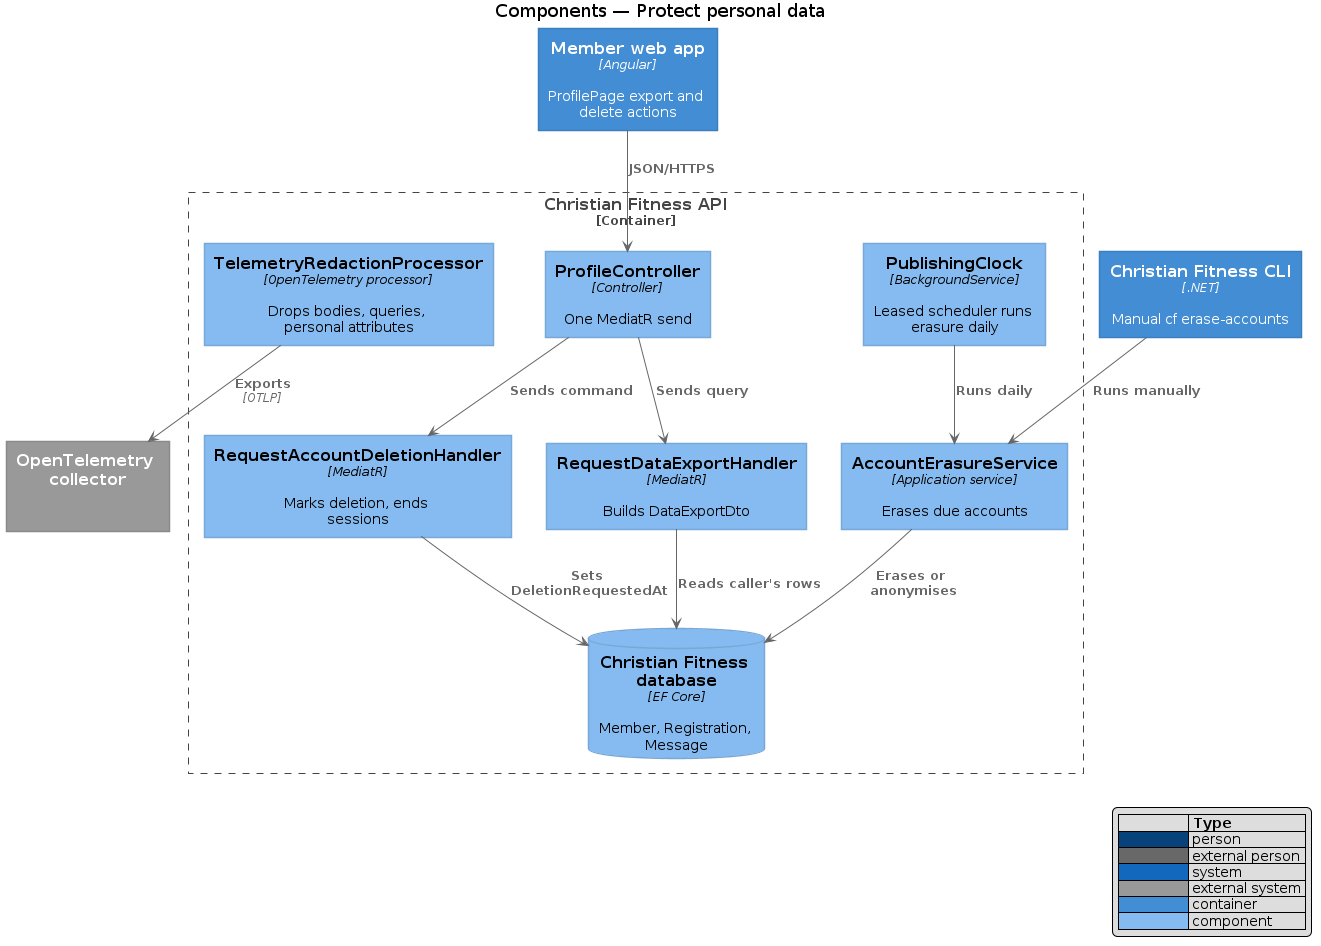 Components — Protect personal data
Member web app
[Angular]
ProfilePage export and
delete actions
JSON/HTTPS
Christian Fitness API
[Container]
TelemetryRedactionProcessor
[OpenTelemetry processor]
Drops bodies, queries,
personal attributes
ProfileController
[Controller]
One MediatR send
PublishingClock
[BackgroundService]
Leased scheduler runs
erasure daily
Christian Fitness CLI
[.NET]
Manual cf erase-accounts
Exports
[OTLP]
Sends command
Sends query
Runs daily
Runs manually
OpenTelemetry
collector
RequestAccountDeletionHandler
[MediatR]
Marks deletion, ends
sessions
RequestDataExportHandler
[MediatR]
Builds DataExportDto
AccountErasureService
[Application service]
Erases due accounts
Sets
DeletionRequestedAt
Reads caller's rows
Erases or
anonymises
Christian Fitness
database
[EF Core]
Member, Registration,
Message
Type
person
external person
system
external system
container
component